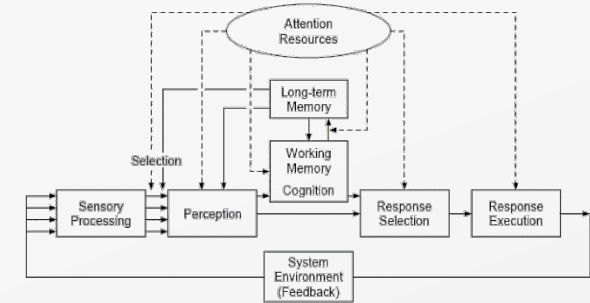 Attention
Resources
Long-term
Memory
Selection
Working
Memory
Cognition
Sensory
Processing
Perception
Response
Selection
Response
Execution
System
Environment
(Feedback)